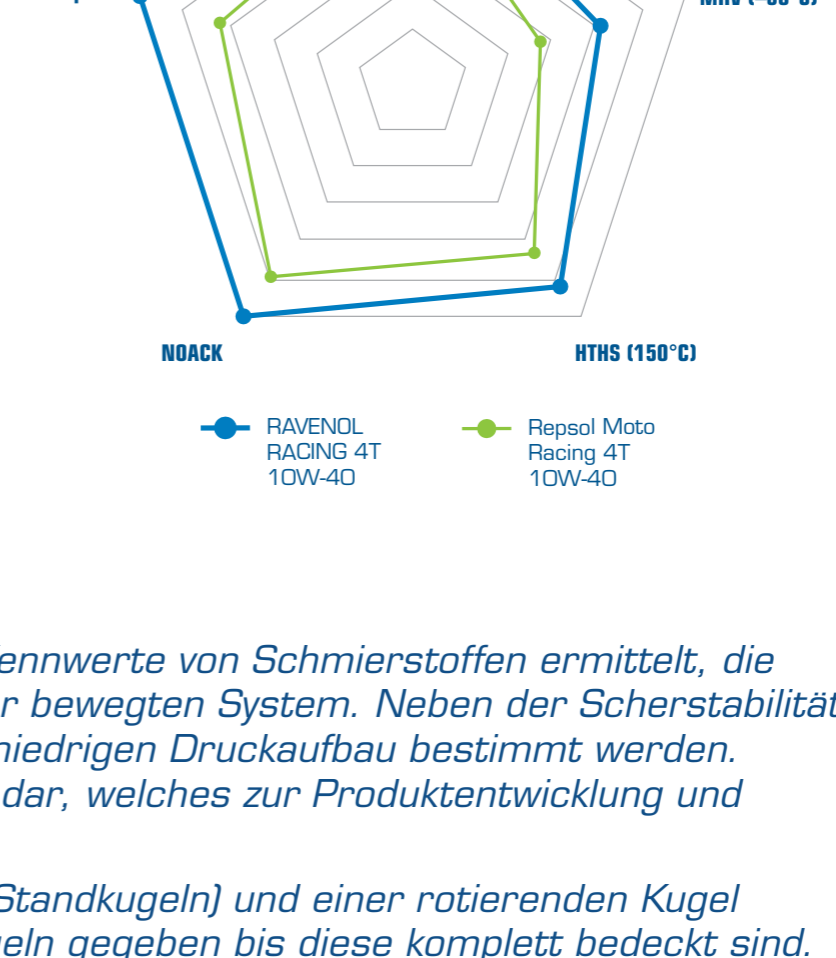 NOACK
HTHS (150°C)
RAVENOL
RACING 4T
10W-40
Repsol Moto
Racing 4T
10W-40
von Schmierstoffen ermittelt, die
bewegten System. Neben der Scherstabilität
niedrigen Druckaufbau bestimmt werden.
dar, welches zur Produktentwicklung und
(Standkugeln) und einer rotierenden Kugel
gegeben bis diese komplett bedeckt sind.